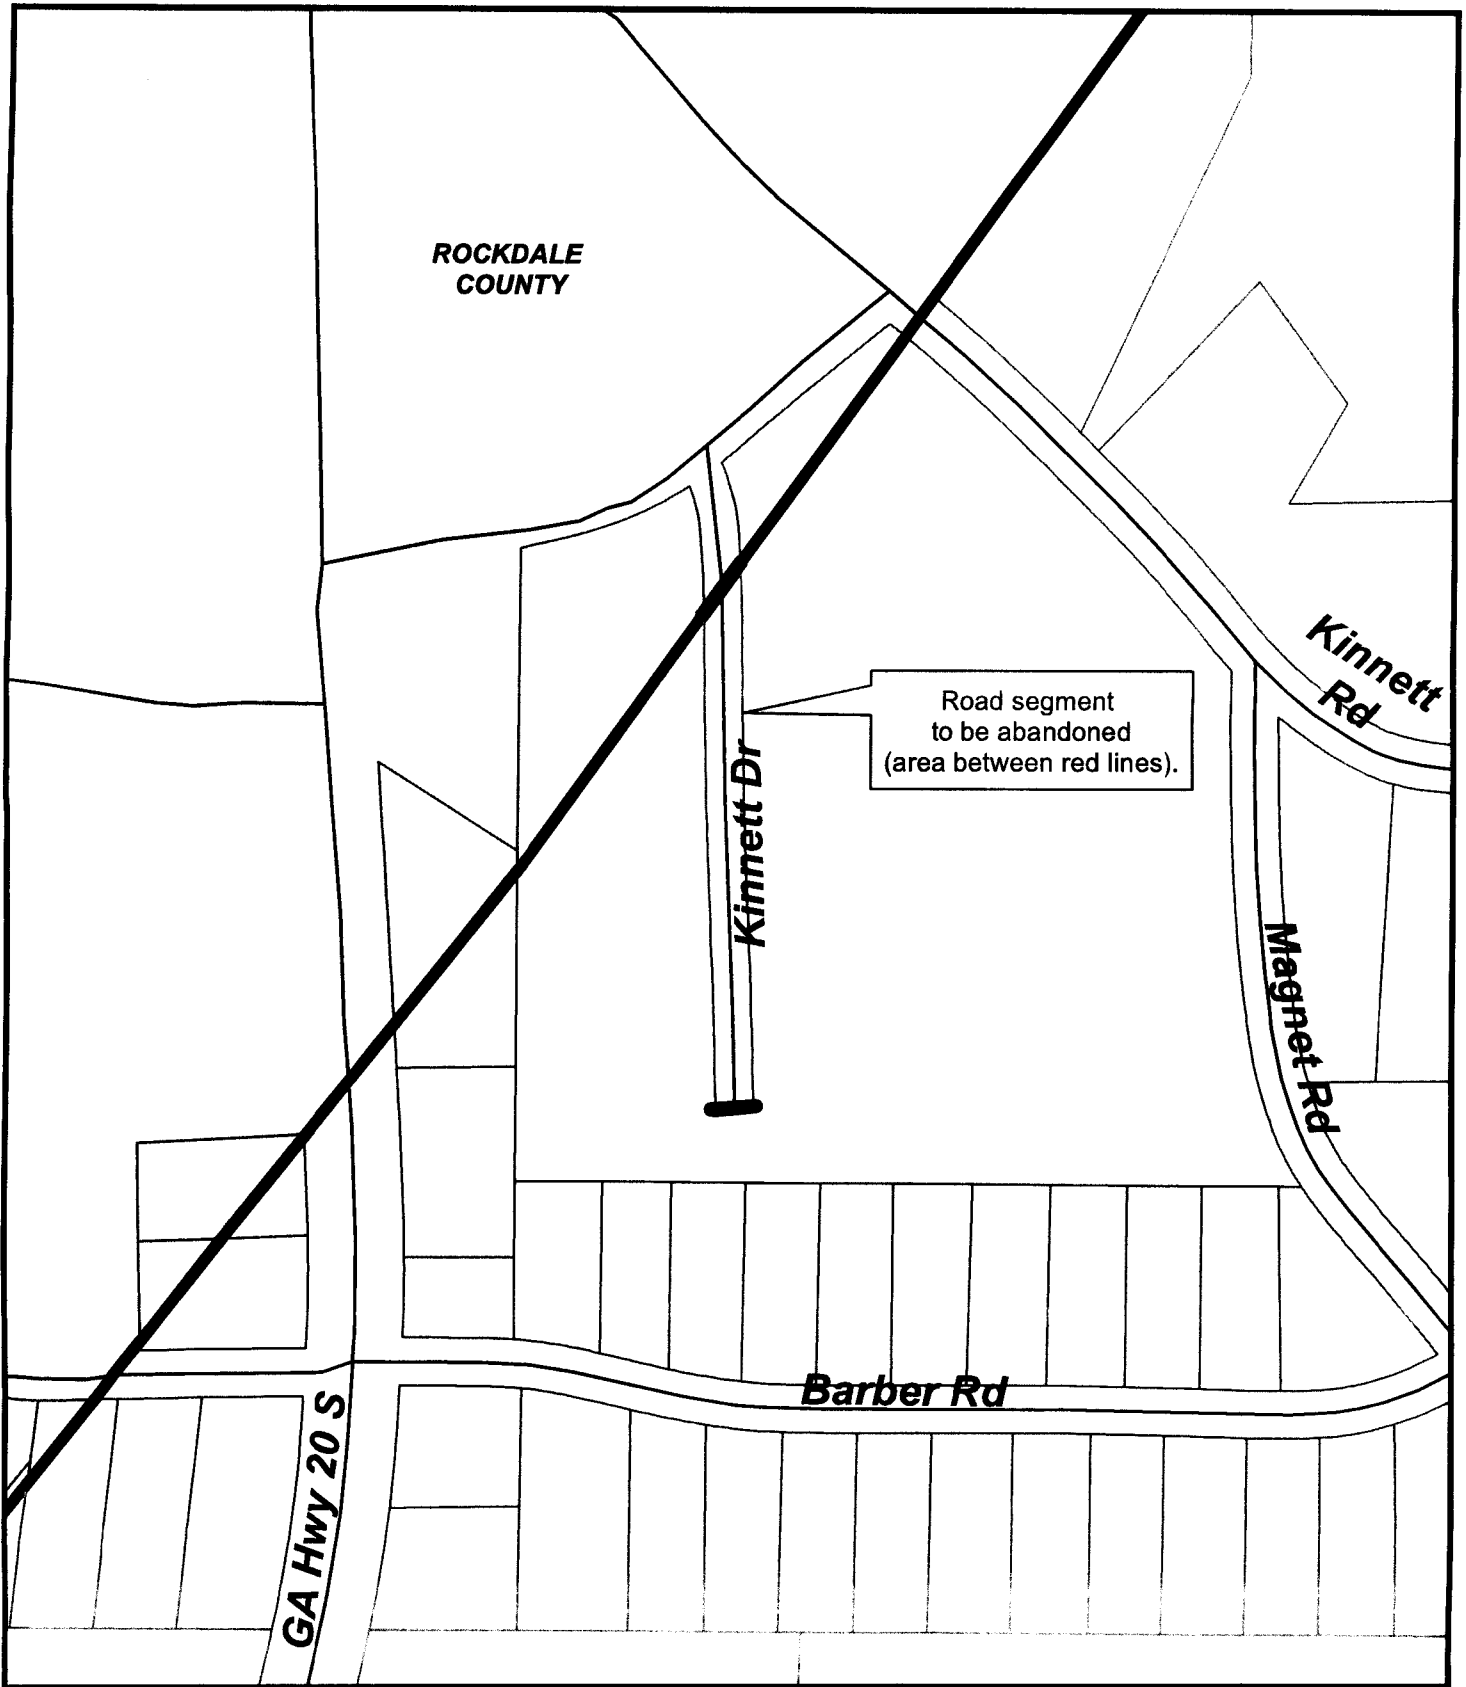 ROCKDALE
COUNTY
Kinnett
Rd
Road segment
to be abandoned
(area between red lines).
Kinnett Dr
Magnet Rd
Barber Rd
GA Hwy 20 S